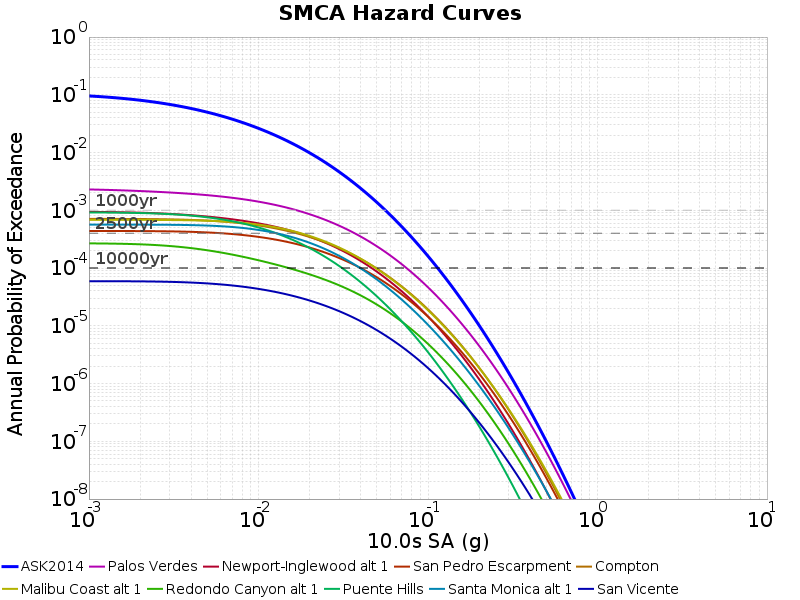 SMCA Hazard Curves
Annual Probability of Exceedance
10^0
10^-1
10^-2
10^-3
10^-4
10^-5
10^-6
10^-7
10^-8
1000yr
2500yr
10000yr
10^-3 10^-2 10^-1 10^0 10^1
10.0s SA (g)
ASK2014 Palos Verdes Newport-Inglewood alt 1 San Pedro Escarpment Compton
Malibu Coast alt 1 Redondo Canyon alt 1 Puente Hills Santa Monica alt 1 San Vicente